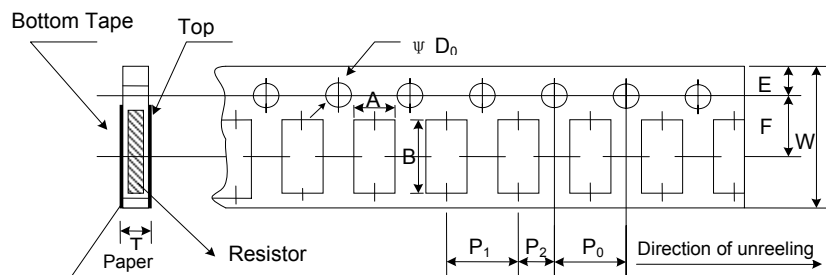 Bottom Tape
Top
ψ D₀
A
B
E
F
W
T
Paper
Resistor
P₁
P₂
P₀
Direction of unreeling